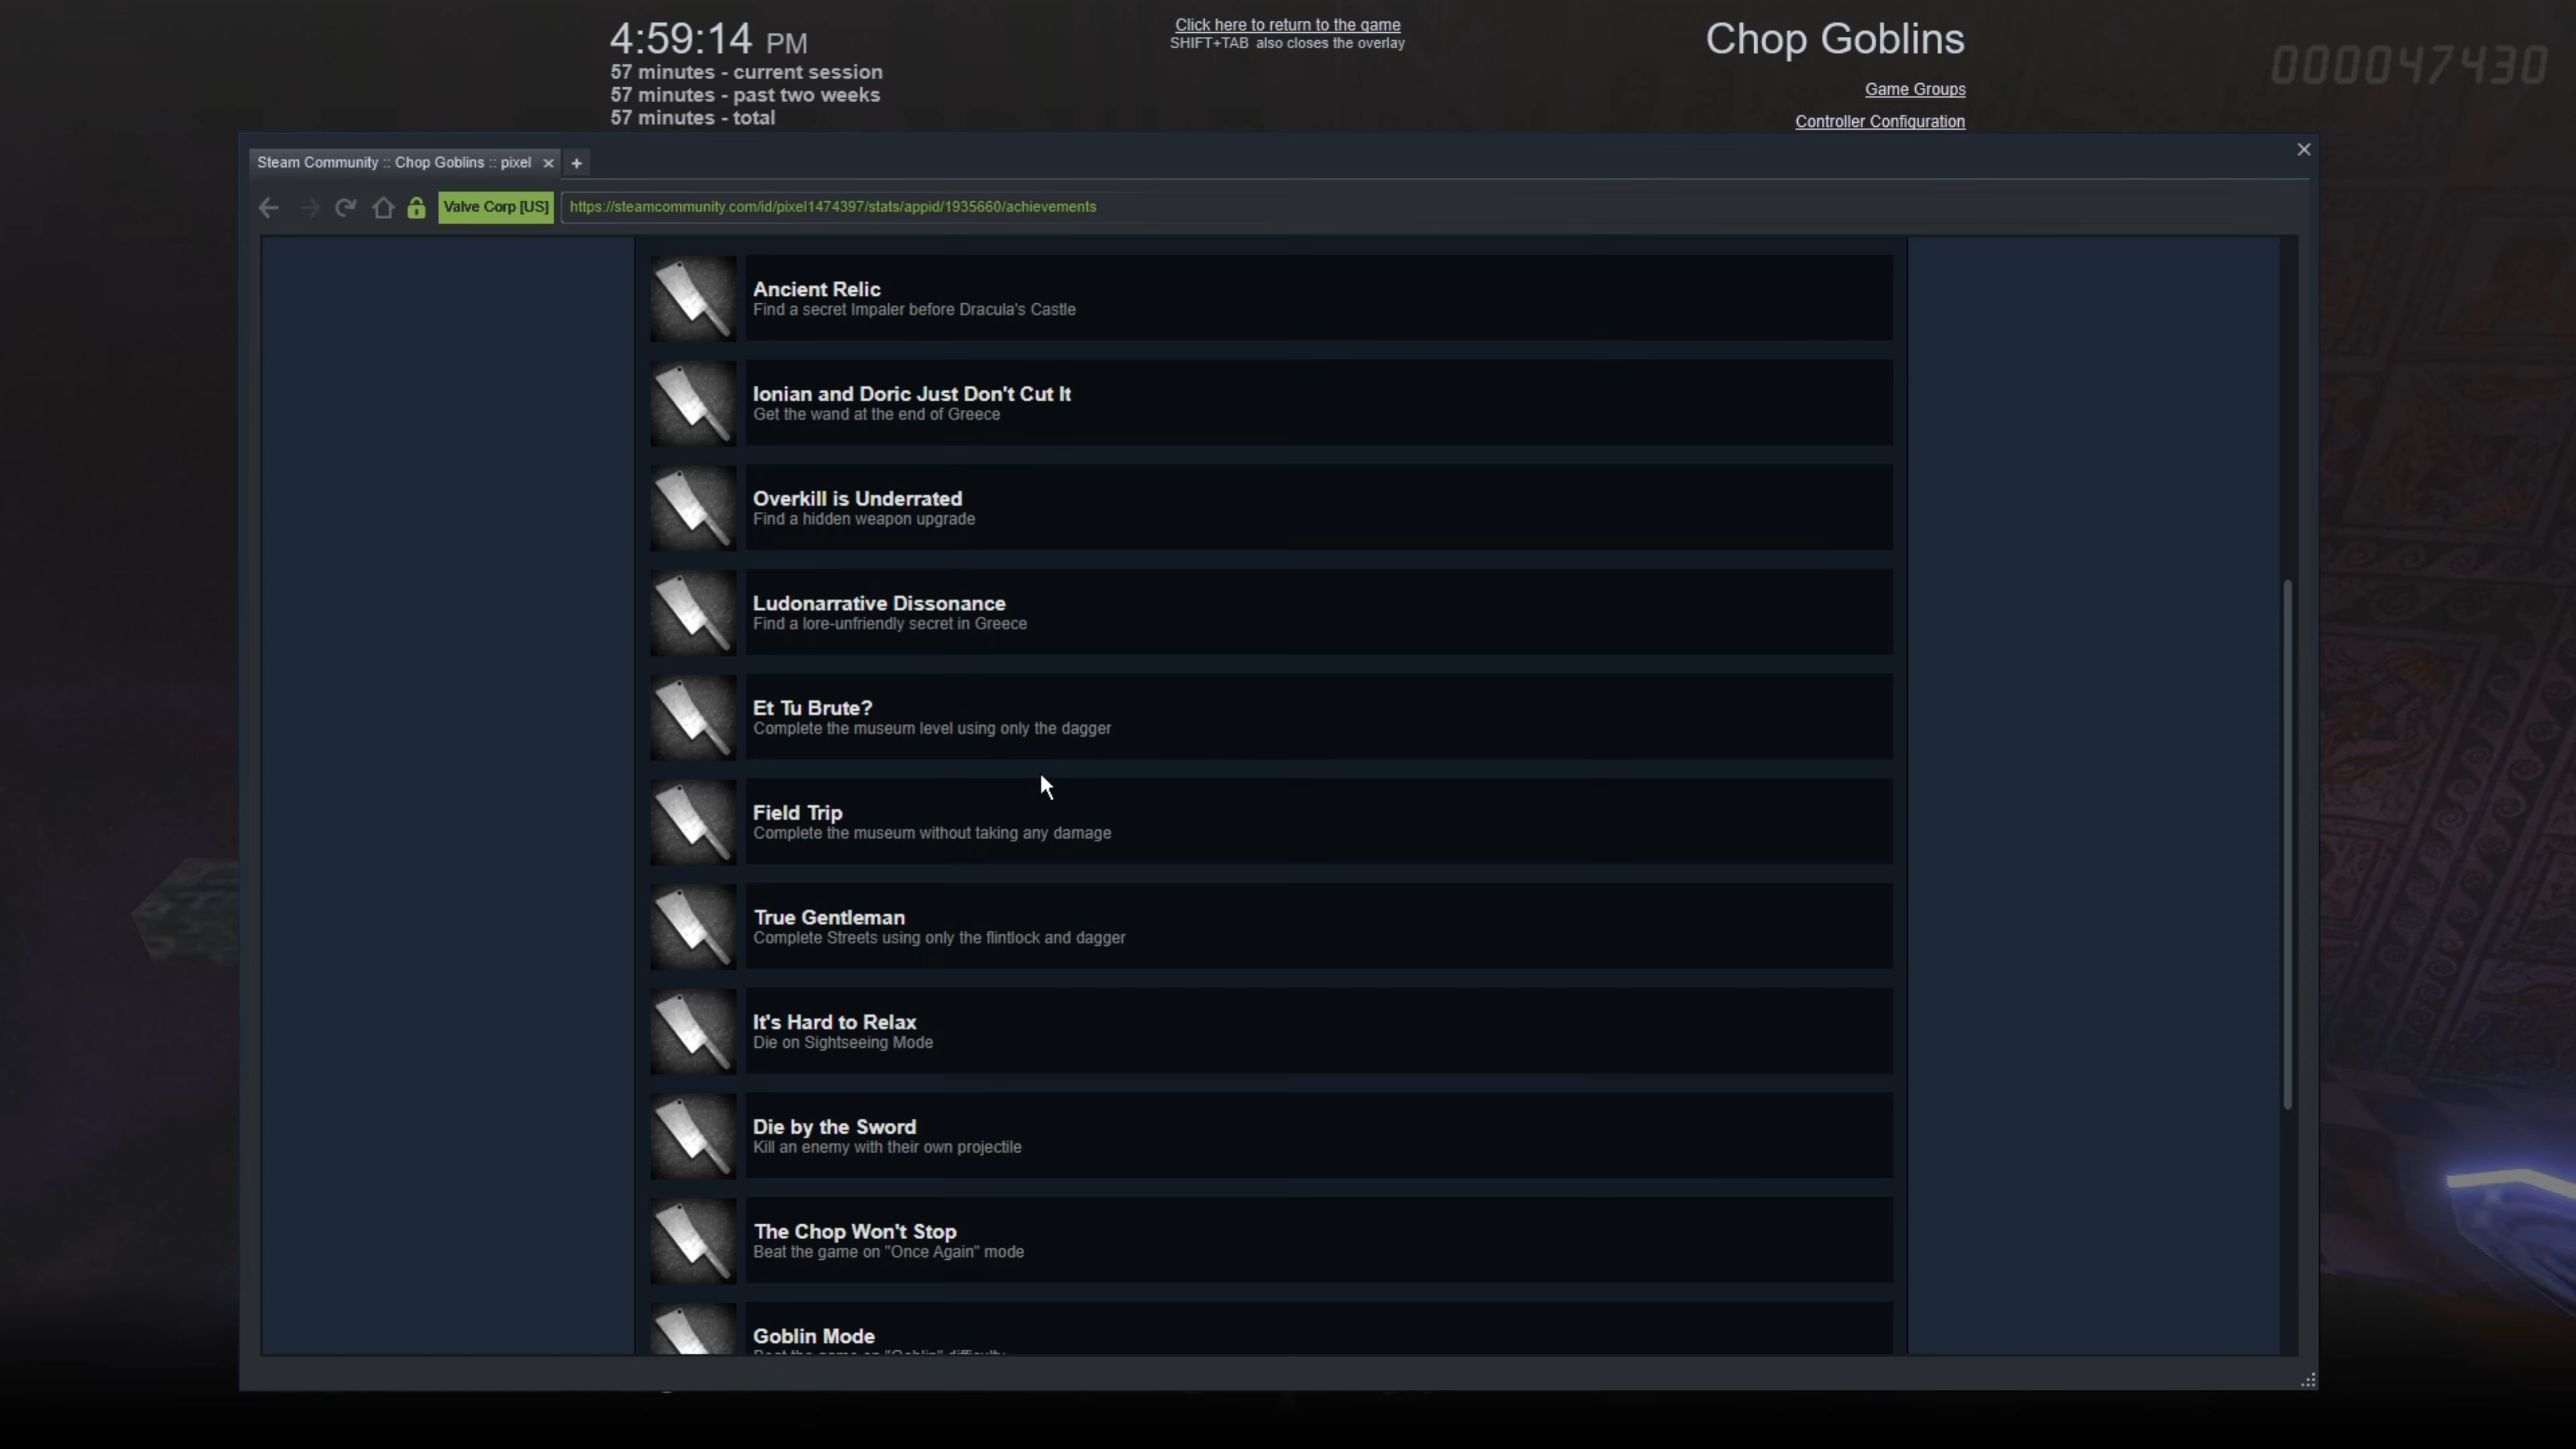 4:59:14 PM
57 minutes - current session
57 minutes - past two weeks
57 minutes - total
Click here to return to the game
SHIFT+TAB also closes the overlay
Chop Goblins
Game Groups
Controller Configuration
000047430
Steam Community :: Chop Goblins :: pixel
Valve Corp [US]
https://steamcommunity.com/id/pixel1474397/stats/appid/1935660/achievements
Ancient Relic
Find a secret Impaler before Dracula's Castle
Ionian and Doric Just Don't Cut It
Get the wand at the end of Greece
Overkill is Underrated
Find a hidden weapon upgrade
Ludonarrative Dissonance
Find a lore-unfriendly secret in Greece
Et Tu Brute?
Complete the museum level using only the dagger
Field Trip
Complete the museum without taking any damage
True Gentleman
Complete Streets using only the flintlock and dagger
It's Hard to Relax
Die on Sightseeing Mode
Die by the Sword
Kill an enemy with their own projectile
The Chop Won't Stop
Beat the game on "Once Again" mode
Goblin Mode
Beat the game on "Goblin" difficulty